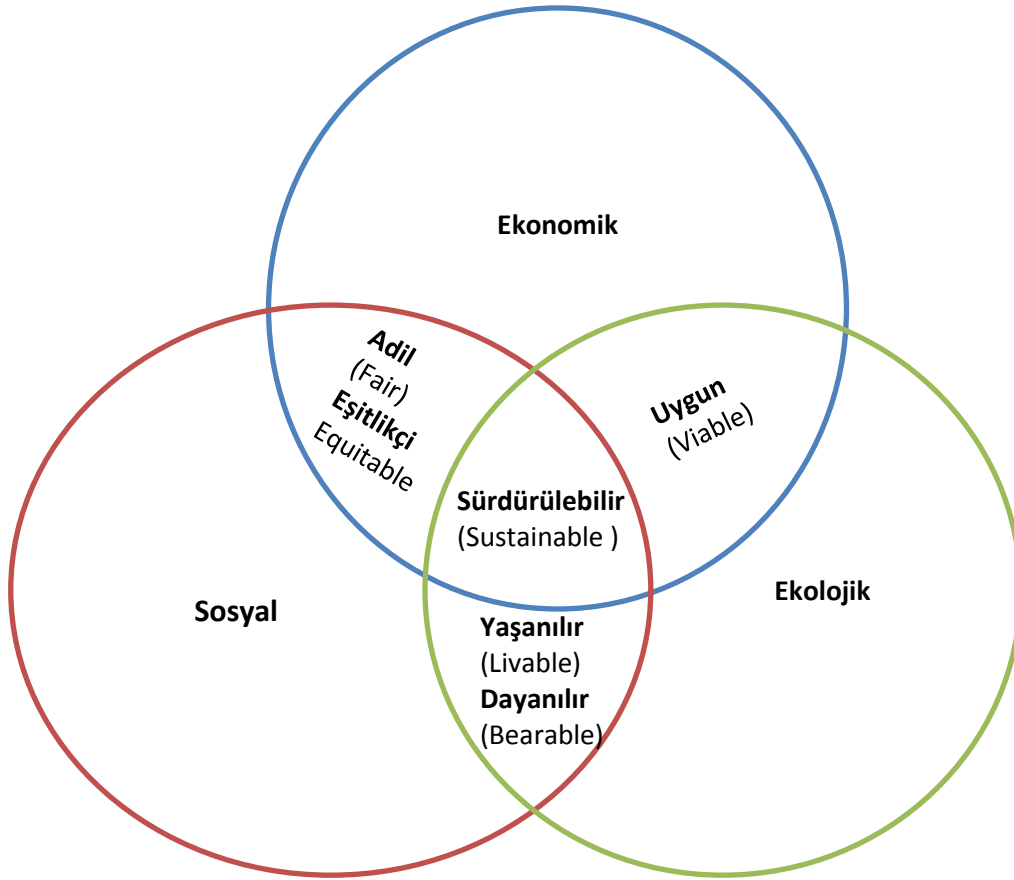 Ekonomik
Adil
(Fair)
Eşitlikçi
Equitable
Uygun
(Viable)
Sürdürülebilir
(Sustainable )
Sosyal
Ekolojik
Yaşanılır
(Livable)
Dayanılır
(Bearable)